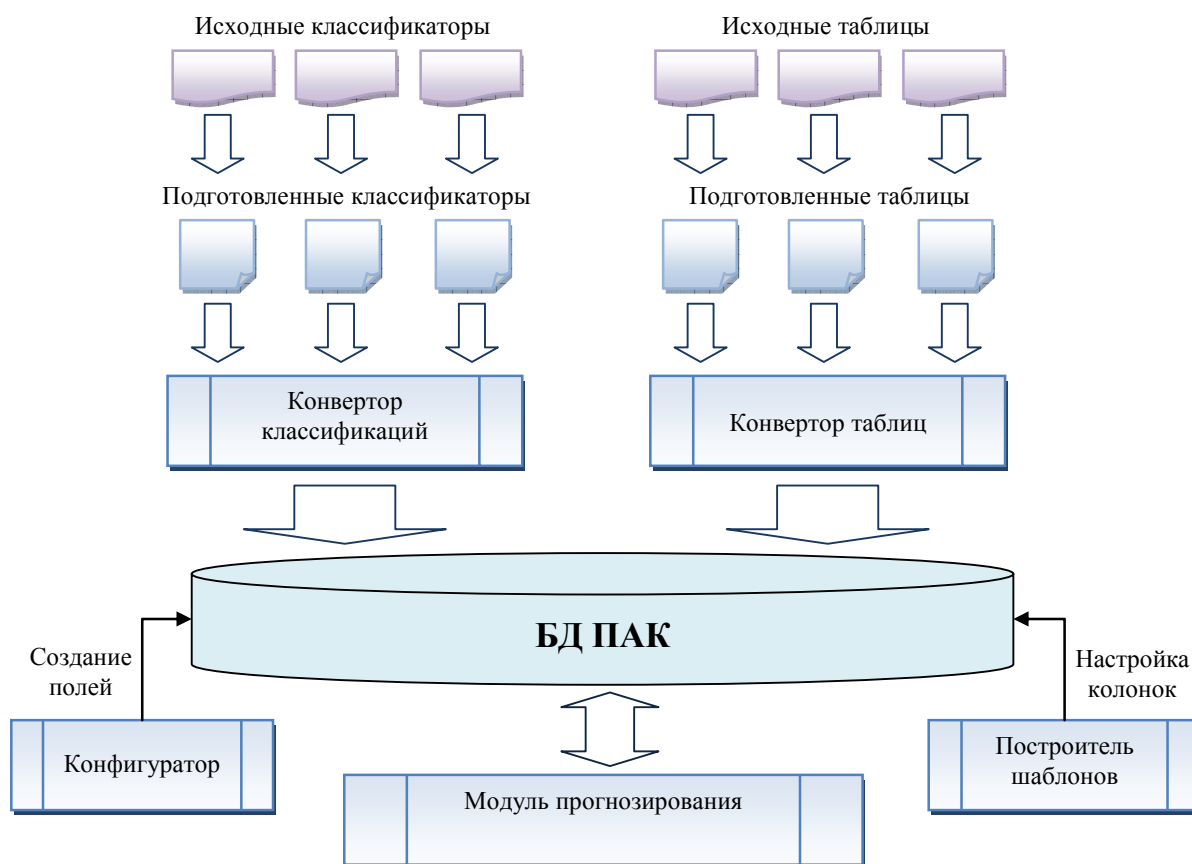 Исходные классификаторы
Исходные таблицы
Подготовленные классификаторы
Подготовленные таблицы
Конвертор
классификаций
Конвертор таблиц
БД ПАК
Создание
полей
Настройка
колонок
Конфигуратор
Построитель
шаблонов
Модуль прогнозирования